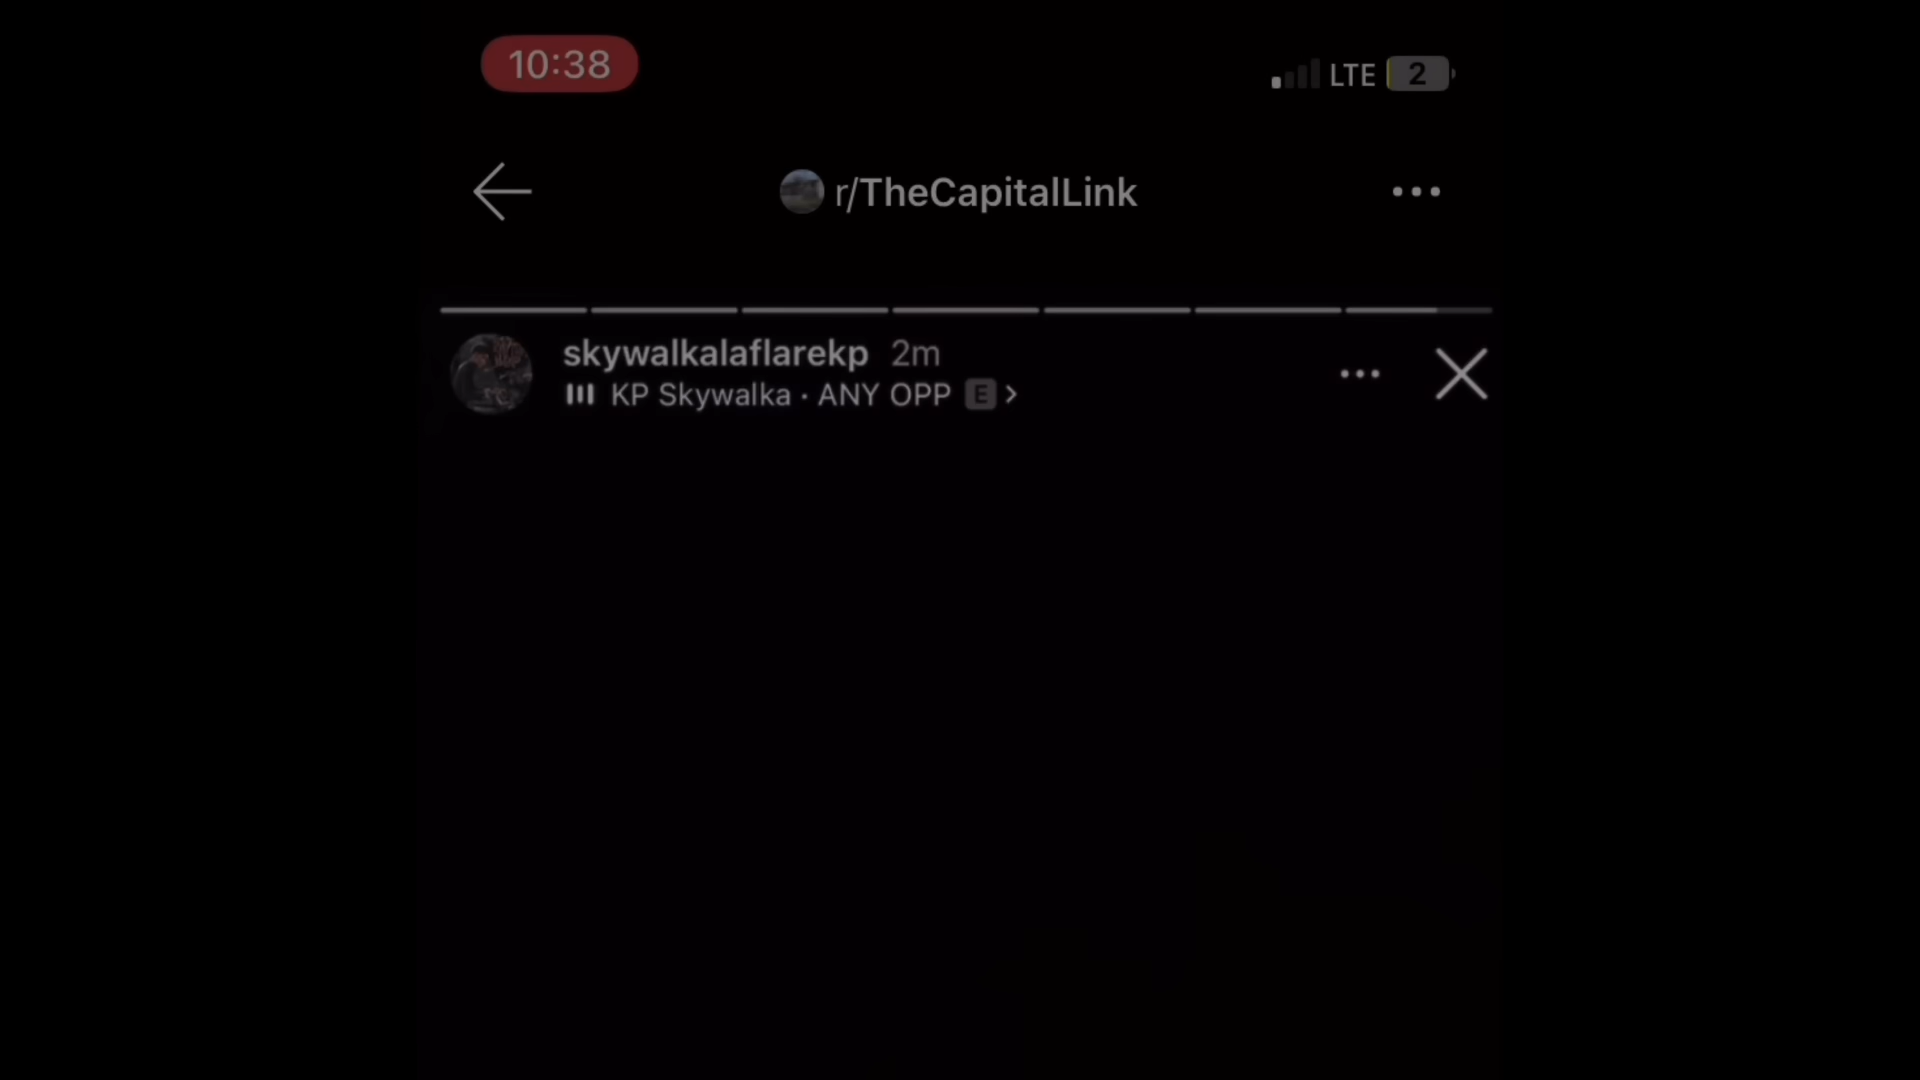 10:38
LTE 2
r/TheCapitalLink
skywalkalaflarekp 2m
KP Skywalka · ANY OPP E